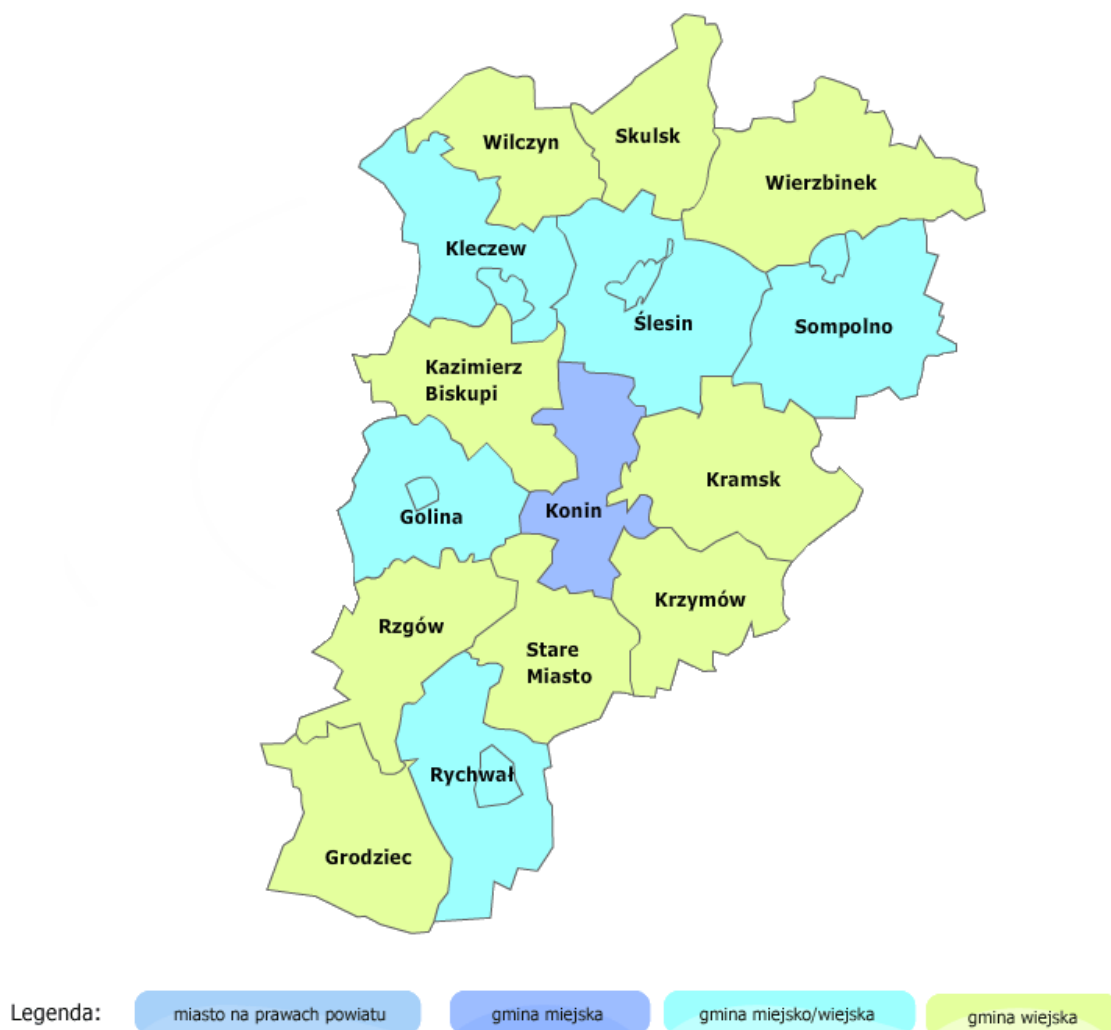 Skulsk
Wilczyn
Wierzbinek
Kleczew
Ślesin
Sompolno
Kazimierz
Biskupi
Kramsk
Konin
Golina
Krzymów
Rzgów
Stare
Miasto
Rychwał
Grodziec
Legenda: miasto na prawach powiatu gmina miejska gmina miejsko/wiejska gmina wiejska